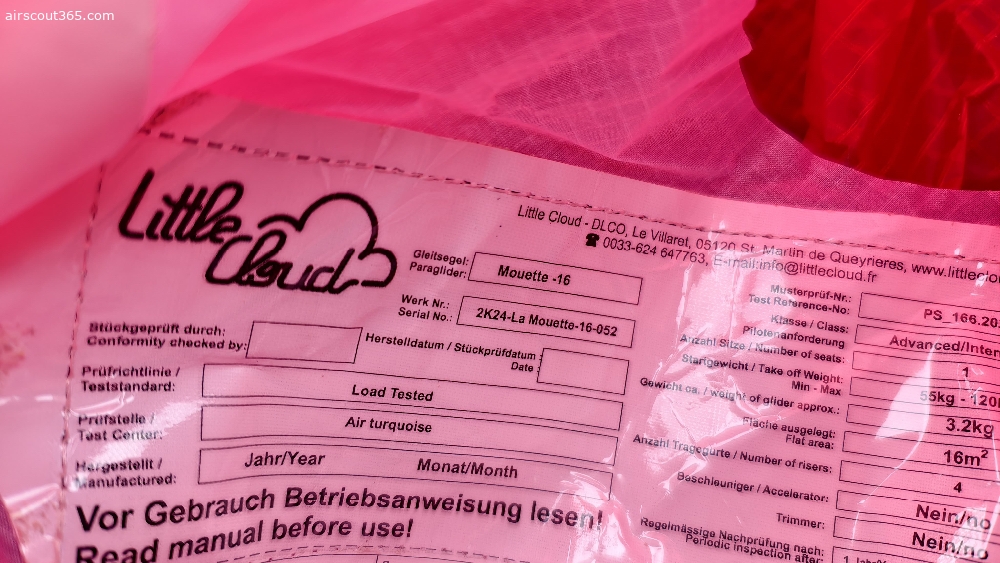 airscout365.com
Little Cloud
Little Cloud - DLCO, Le Villaret, 05120 St. Martin de Queyrieres, www.littleclo
☎ 0033-624 647763, E-mail:info@littlecloud.fr
Gleitsegel:
Paraglider:
Mouette -16
Werk Nr.:
Serial No.:
2K24-La Mouette-16-052
Stückgeprüft durch:
Conformity checked by:
Herstelldatum / Stückprüfdatum :
Date :
Prüfrichtlinie /
Teststandard:
Load Tested
Prüfstelle /
Test Center:
Air turquoise
Hergestellt /
Manufactured:
Jahr/Year
Monat/Month
Vor Gebrauch Betriebsanweisung lesen!
Read manual before use!
Musterprüf-Nr.:
Test Reference-No:
PS_166.20
Klasse / Class:
Pilotenanforderung
Advanced/Inten
Anzahl Sitze / Number of seats:
1
Startgewicht / Take off Weight:
Min - Max
55kg - 120
Gewicht ca. / weight of glider approx.:
3.2kg
Fläche ausgelegt:
Flat area:
16m²
Anzahl Tragegurte / Number of risers:
4
Beschleuniger / Accelerator:
Nein/no
Trimmer:
Nein/no
Regelmässige Nachprüfung nach:
Periodic inspection after: